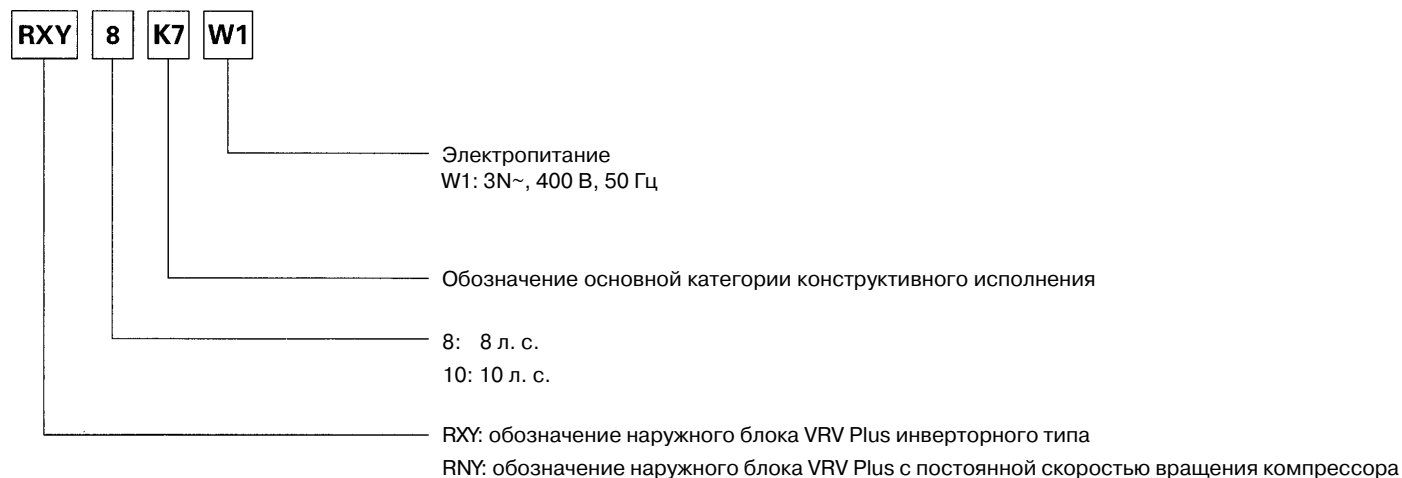 RXY 8 K7 W1
Электропитание
W1: 3N~, 400 В, 50 Гц
Обозначение основной категории конструктивного исполнения
8: 8 л. с.
10: 10 л. с.
RXY: обозначение наружного блока VRV Plus инверторного типа
RNY: обозначение наружного блока VRV Plus с постоянной скоростью вращения компрессора